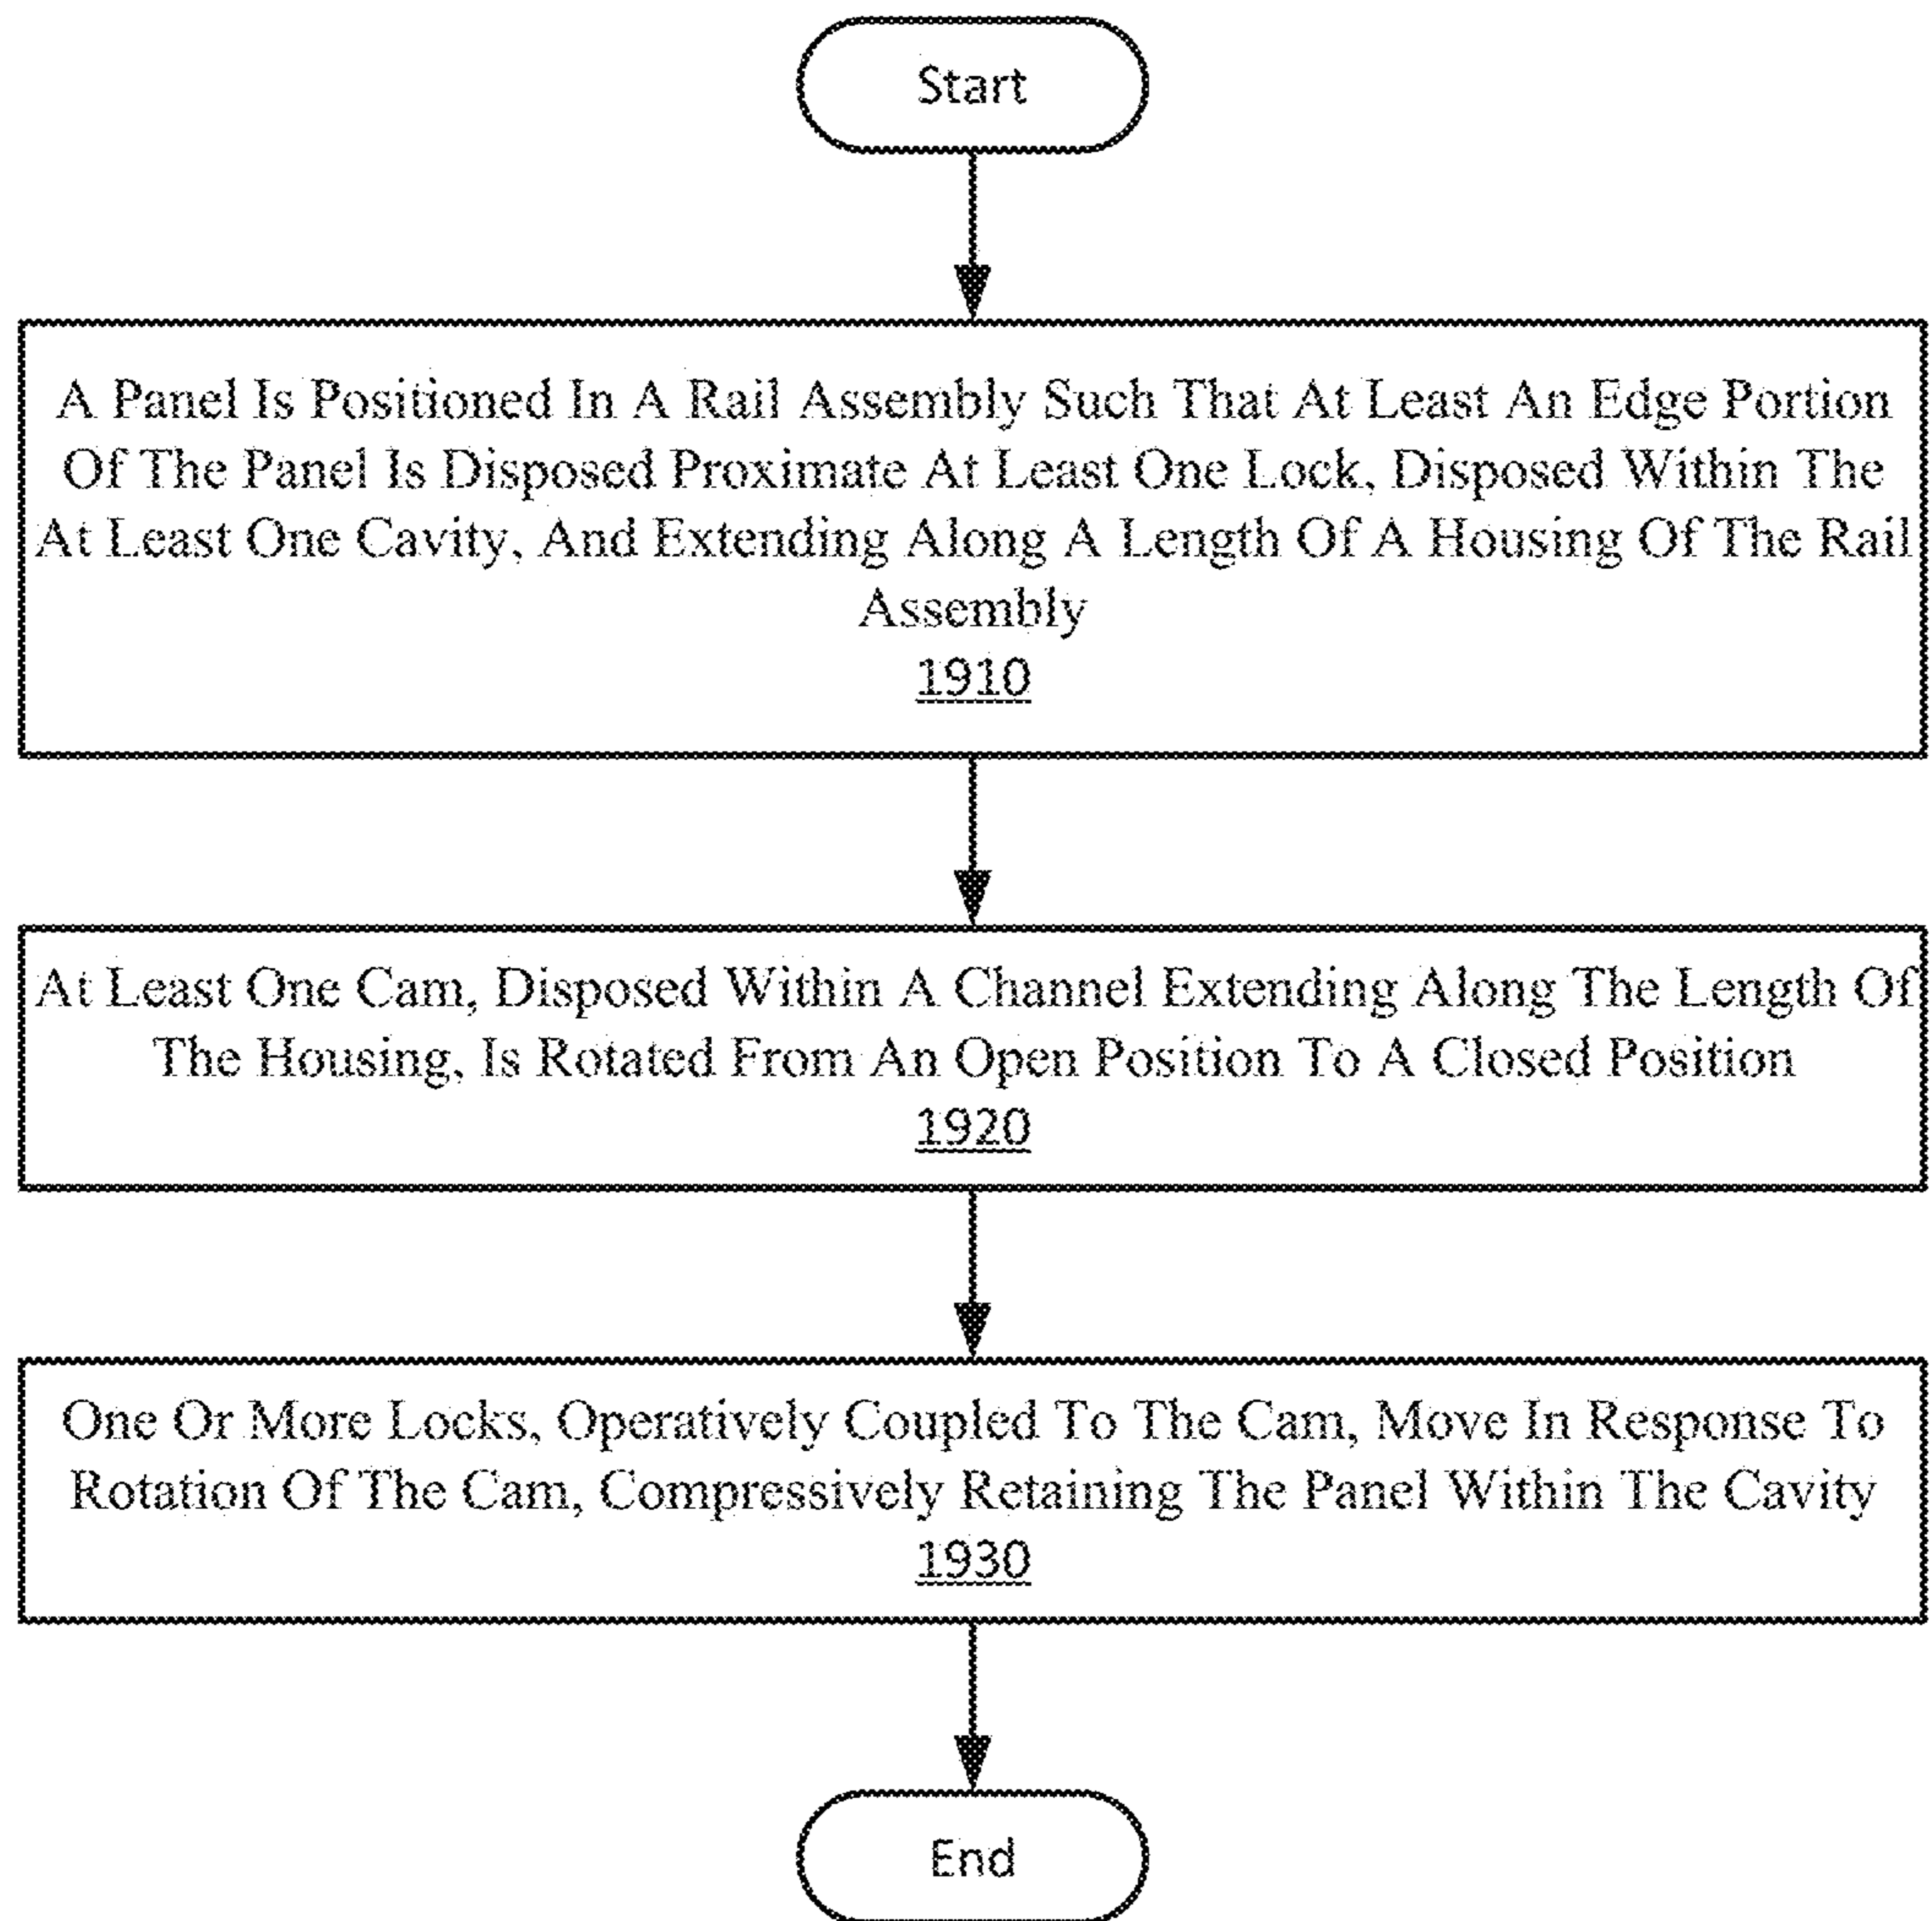 Start
A Panel Is Positioned In A Rail Assembly Such That At Least An Edge Portion
Of The Panel Is Disposed Proximate At Least One Lock, Disposed Within The
At Least One Cavity, And Extending Along A Length Of A Housing Of The Rail
Assembly
1910
At Least One Cam, Disposed Within A Channel Extending Along The Length Of
The Housing, Is Rotated From An Open Position To A Closed Position
1920
One Or More Locks, Operatively Coupled To The Cam, Move In Response To
Rotation Of The Cam, Compressively Retaining The Panel Within The Cavity
1930
End